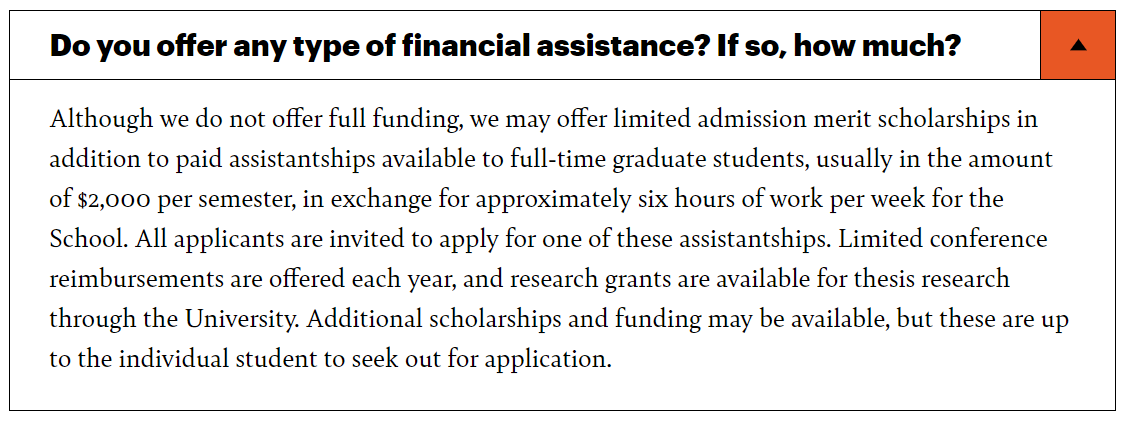 Do you offer any type of financial assistance? If so, how much?
Although we do not offer full funding, we may offer limited admission merit scholarships in
addition to paid assistantships available to full-time graduate students, usually in the amount
of $2,000 per semester, in exchange for approximately six hours of work per week for the
School. All applicants are invited to apply for one of these assistantships. Limited conference
reimbursements are offered each year, and research grants are available for thesis research
through the University. Additional scholarships and funding may be available, but these are up
to the individual student to seek out for application.